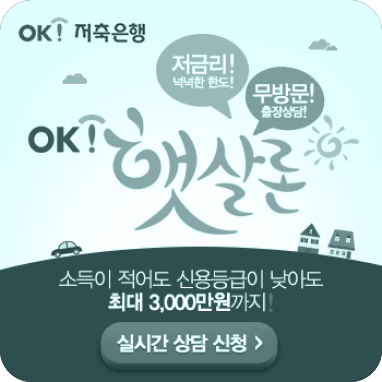 OK! 저축은행
저금리!
넉넉한 한도!
무방문!
출장상담!
OK! 햇살론
소득이 적어도 신용등급이 낮아도
최대 3,000만원까지!
실시간 상담 신청 >